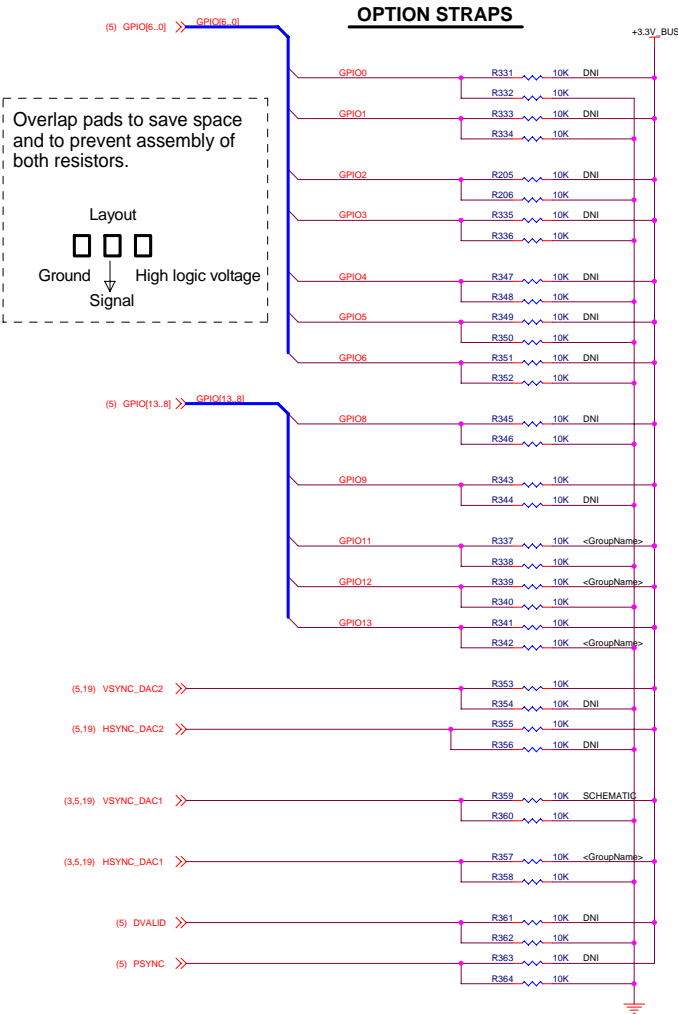 OPTION STRAPS
(5) GPIO[6..0] GPIO[6..0]
+3.3V_BUS
GPIO0 R331 10K DNI
R332 10K
GPIO1 R333 10K DNI
R334 10K
Overlap pads to save space
and to prevent assembly of
both resistors.
Layout
Ground High logic voltage
Signal
GPIO2 R205 10K DNI
R206 10K
GPIO3 R335 10K DNI
R336 10K
GPIO4 R347 10K DNI
R348 10K
GPIO5 R349 10K DNI
R350 10K
GPIO6 R351 10K DNI
R352 10K
(5) GPIO[13..8] GPIO[13..8]
GPIO8 R345 10K DNI
R346 10K
GPIO9 R343 10K
R344 10K DNI
GPIO11 R337 10K <GroupName>
R338 10K
GPIO12 R339 10K <GroupName>
R340 10K
GPIO13 R341 10K
R342 10K <GroupName>
(5,19) VSYNC_DAC2 R353 10K
R354 10K DNI
(5,19) HSYNC_DAC2 R355 10K
R356 10K DNI
(3,5,19) VSYNC_DAC1 R359 10K SCHEMATIC
R360 10K
(3,5,19) HSYNC_DAC1 R357 10K <GroupName>
R358 10K
(5) DVALID R361 10K DNI
R362 10K
(5) PSYNC R363 10K DNI
R364 10K